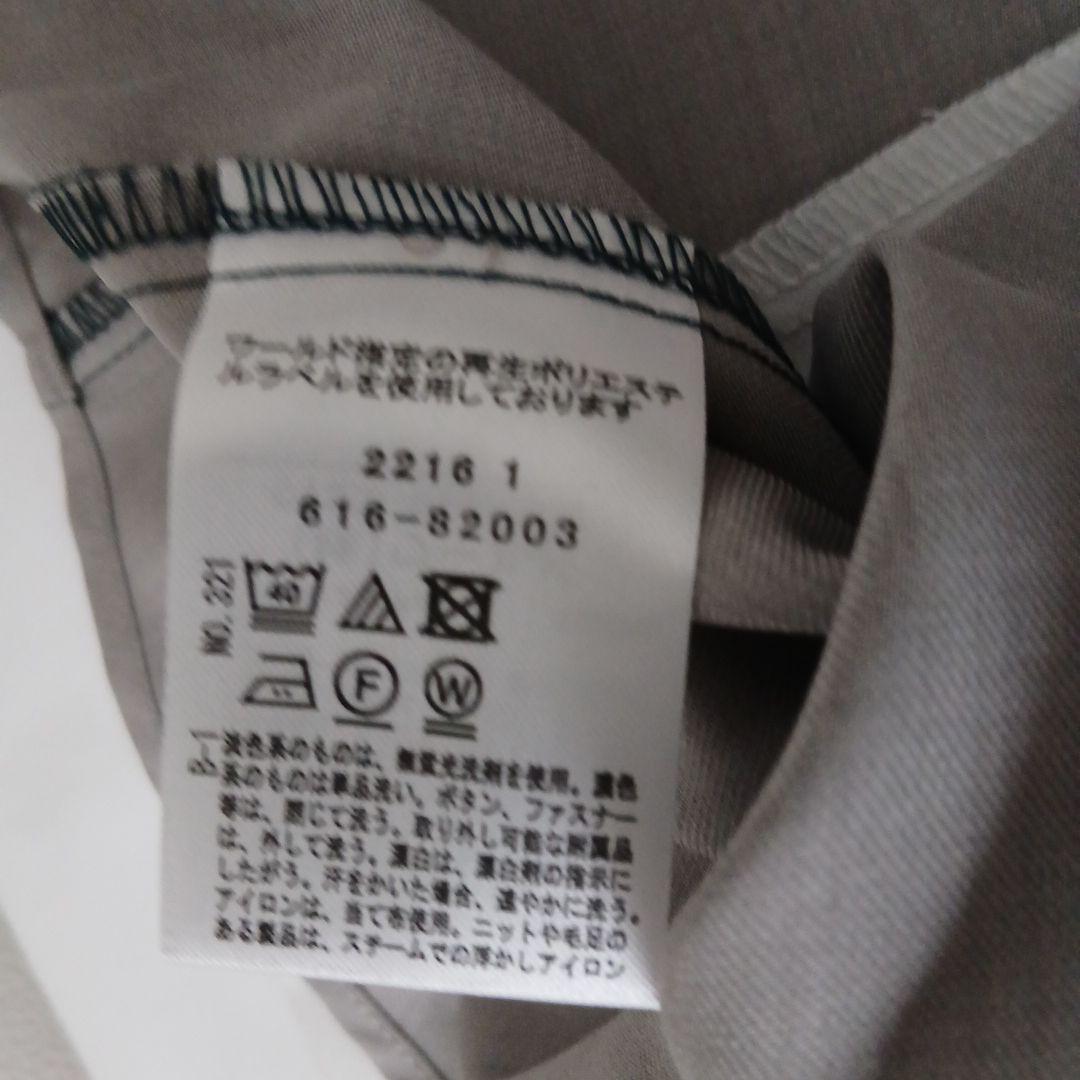 ワールド指定の再生ポリエステ
ルラベルを使用しております
2216 1
616-82003
NO. 321
40
F
W
B-1
淡色系のものは、無蛍光洗剤を使用。濃色
系のものは単品洗い。ボタン、ファスナー
等は、閉じて洗う。取り外し可能な附属品
は、外して洗う。漂白は、漂白剤の指示に
したがう。汗をかいた場合、速やかに洗う。
アイロンは、当て布使用。ニットや毛足の
ある製品は、スチームでの浮かしアイロン